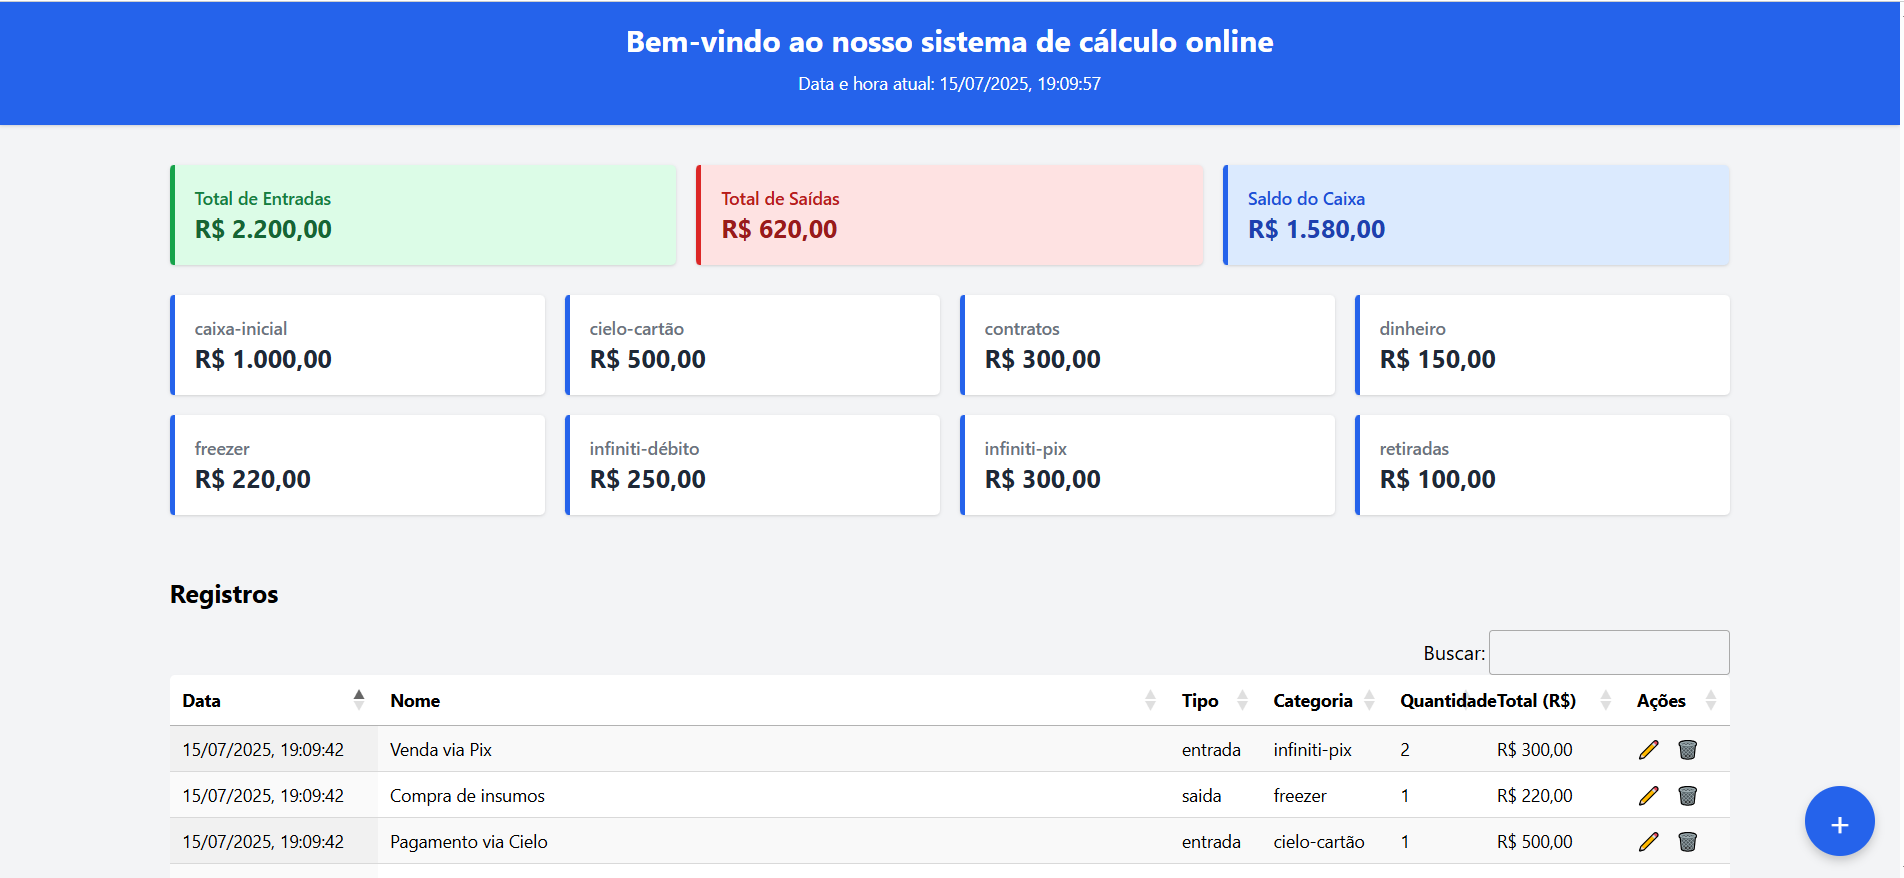 Bem-vindo ao nosso sistema de cálculo online
Data e hora atual: 15/07/2025, 19:09:57
Total de Entradas
R$ 2.200,00
Total de Saídas
R$ 620,00
Saldo do Caixa
R$ 1.580,00
caixa-inicial
R$ 1.000,00
cielo-cartão
R$ 500,00
contratos
R$ 300,00
dinheiro
R$ 150,00
freezer
R$ 220,00
infiniti-débito
R$ 250,00
infiniti-pix
R$ 300,00
retiradas
R$ 100,00
Registros
Buscar:
Data Nome Tipo Categoria Quantidade Total (R$) Ações
15/07/2025, 19:09:42 Venda via Pix entrada infiniti-pix 2 R$ 300,00
15/07/2025, 19:09:42 Compra de insumos saida freezer 1 R$ 220,00
15/07/2025, 19:09:42 Pagamento via Cielo entrada cielo-cartão 1 R$ 500,00
+